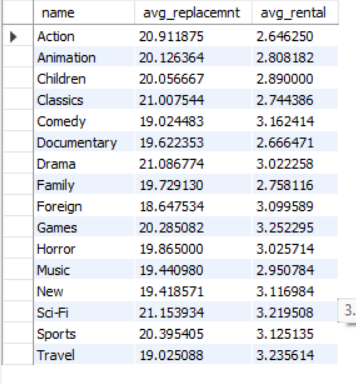 name avg_replacemnt avg_rental
Action 20.911875 2.646250
Animation 20.126364 2.808182
Children 20.056667 2.890000
Classics 21.007544 2.744386
Comedy 19.024483 3.162414
Documentary 19.622353 2.666471
Drama 21.086774 3.022258
Family 19.729130 2.758116
Foreign 18.647534 3.099589
Games 20.285082 3.252295
Horror 19.865000 3.025714
Music 19.440980 2.950784
New 19.418571 3.116984
Sci-Fi 21.153934 3.219508 3.
Sports 20.395405 3.125135
Travel 19.025088 3.235614